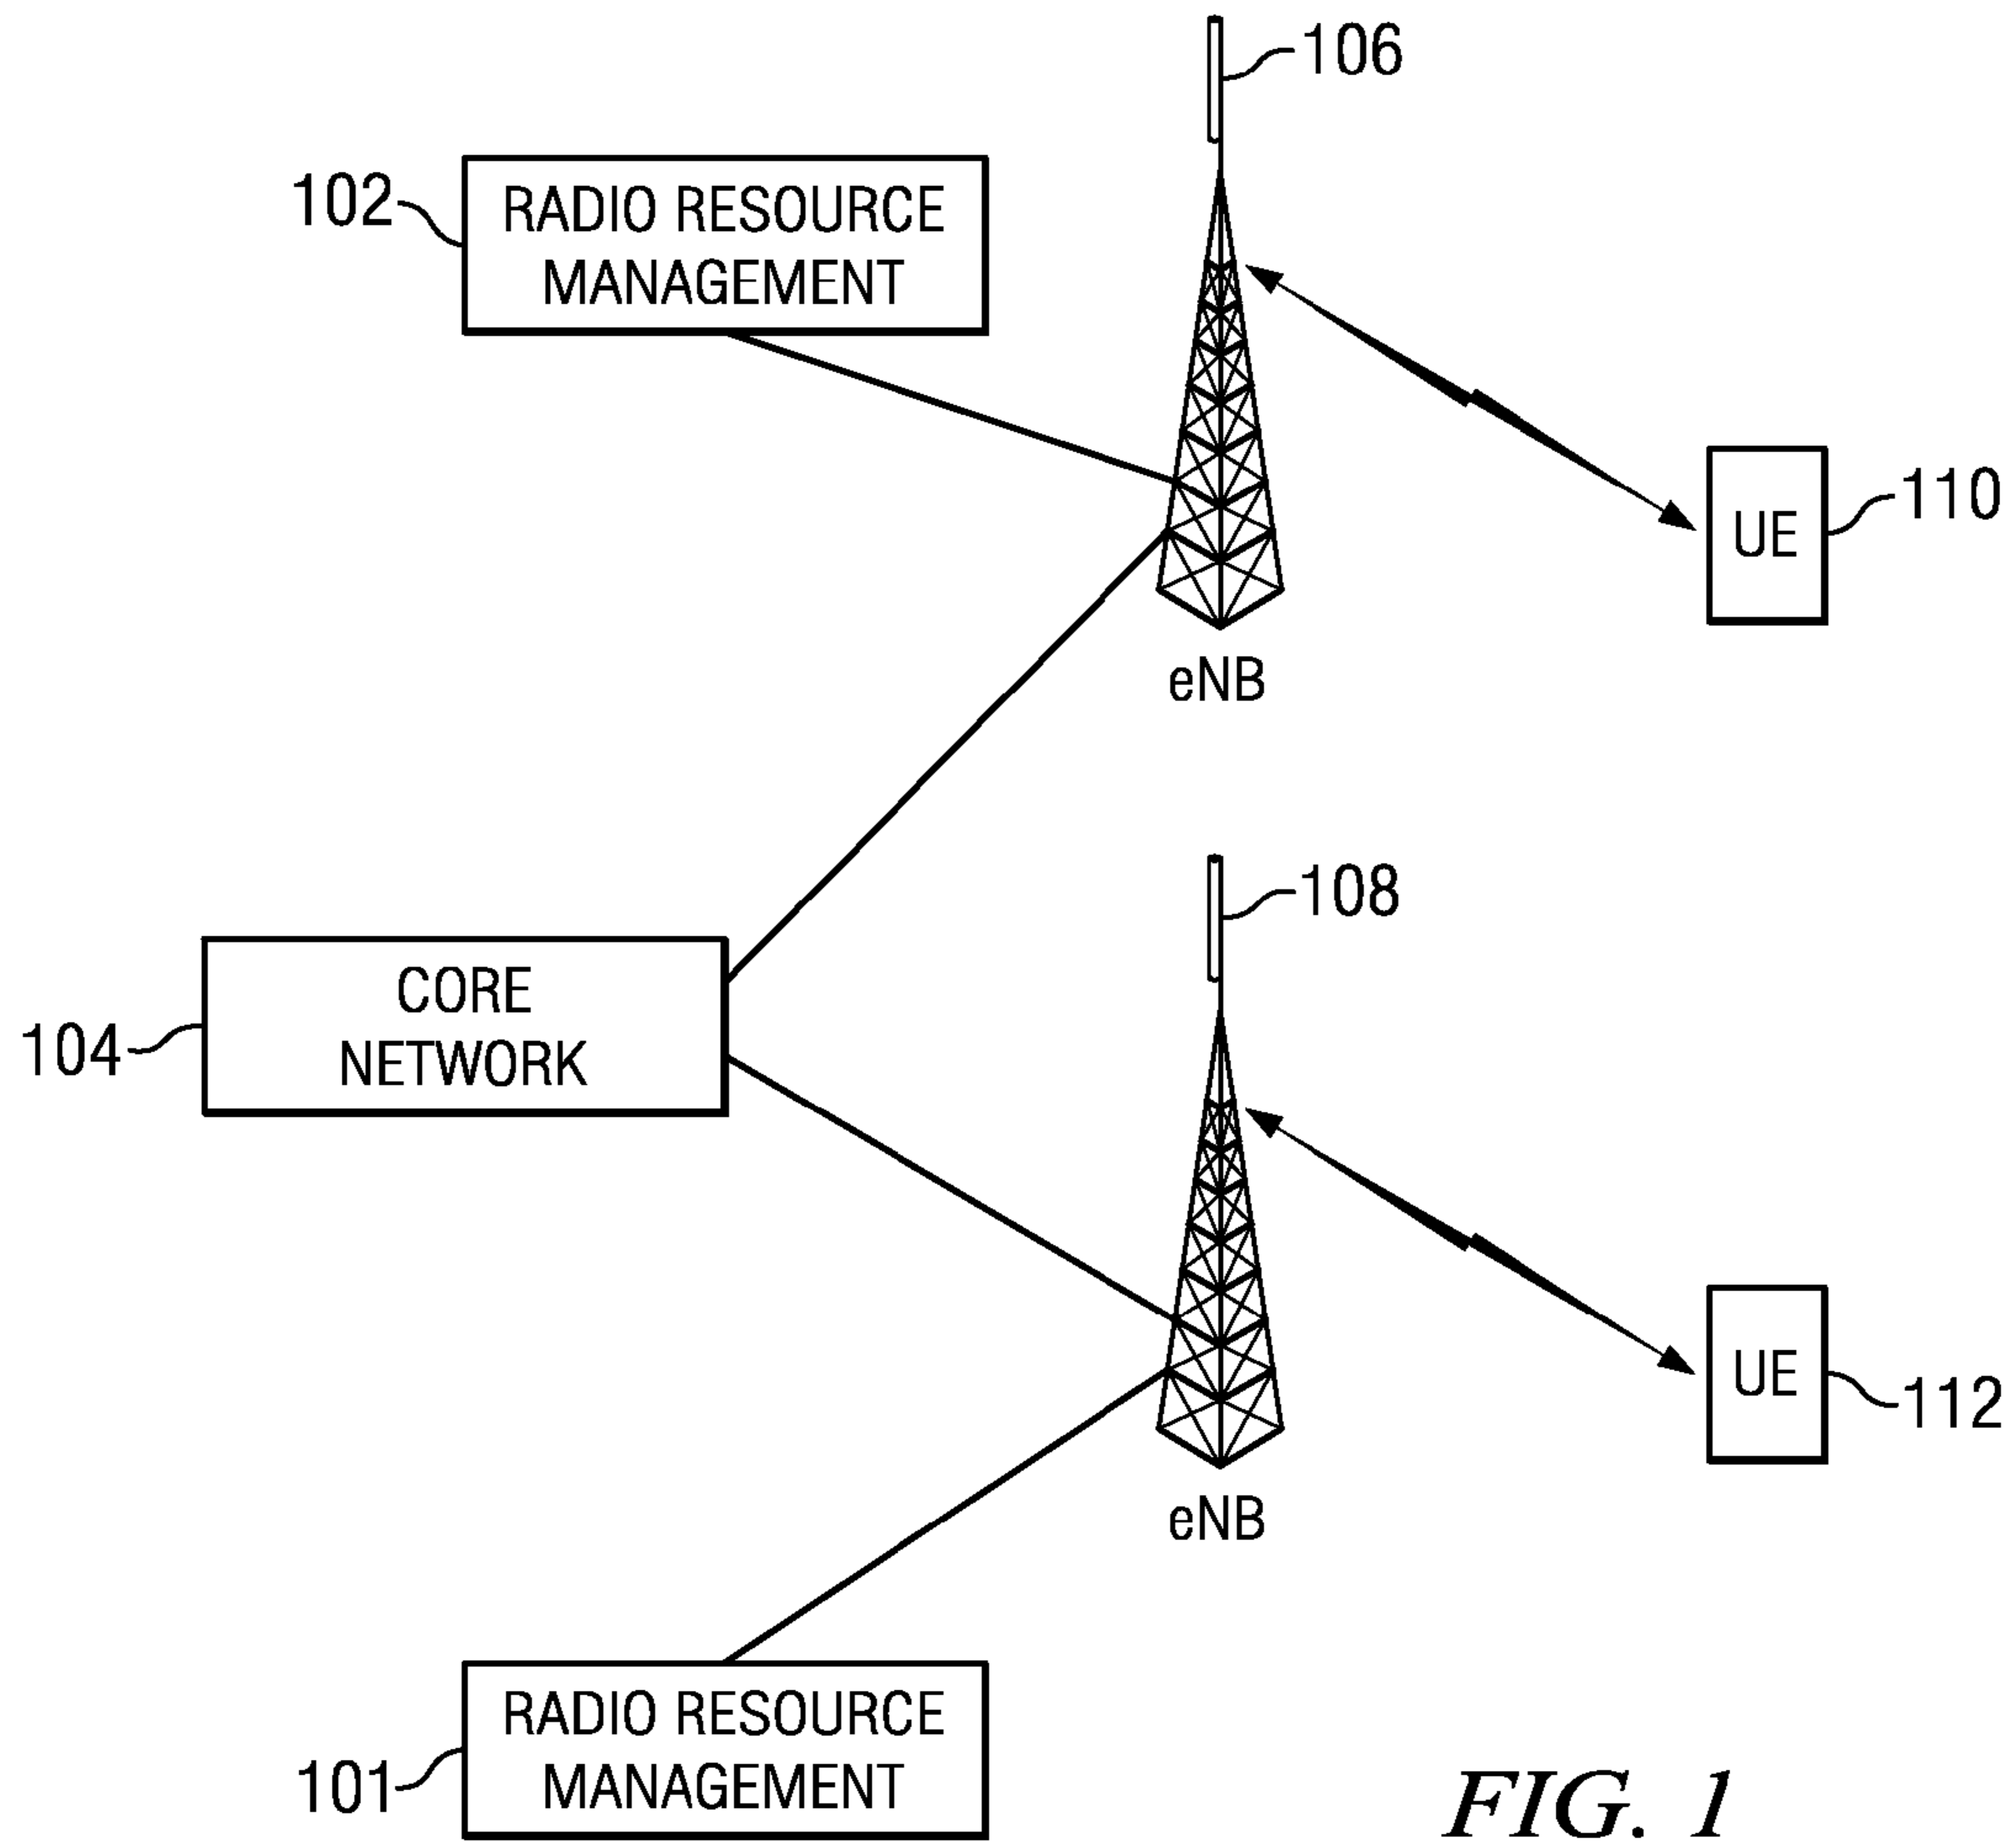 106
102
RADIO RESOURCE
MANAGEMENT
110
UE
eNB
108
CORE
NETWORK
104
UE
112
eNB
RADIO RESOURCE
MANAGEMENT
101
FIG. 1